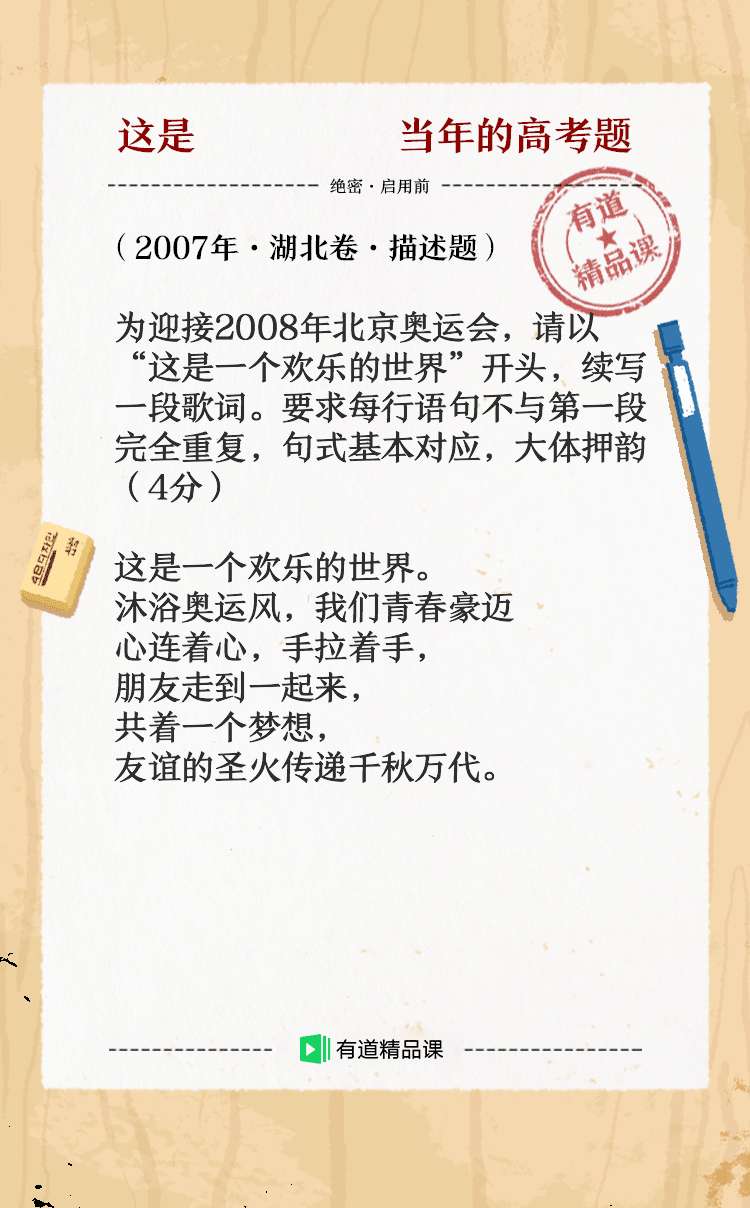 这是 当年的高考题
绝密·启用前
有道
精品课
（2007年·湖北卷·描述题）
为迎接2008年北京奥运会，请以
“这是一个欢乐的世界”开头，续写
一段歌词。要求每行语句不与第一段
完全重复，句式基本对应，大体押韵
（4分）
这是一个欢乐的世界。
沐浴奥运风，我们青春豪迈
心连着心，手拉着手，
朋友走到一起来，
共着一个梦想，
友谊的圣火传递千秋万代。
有道精品课